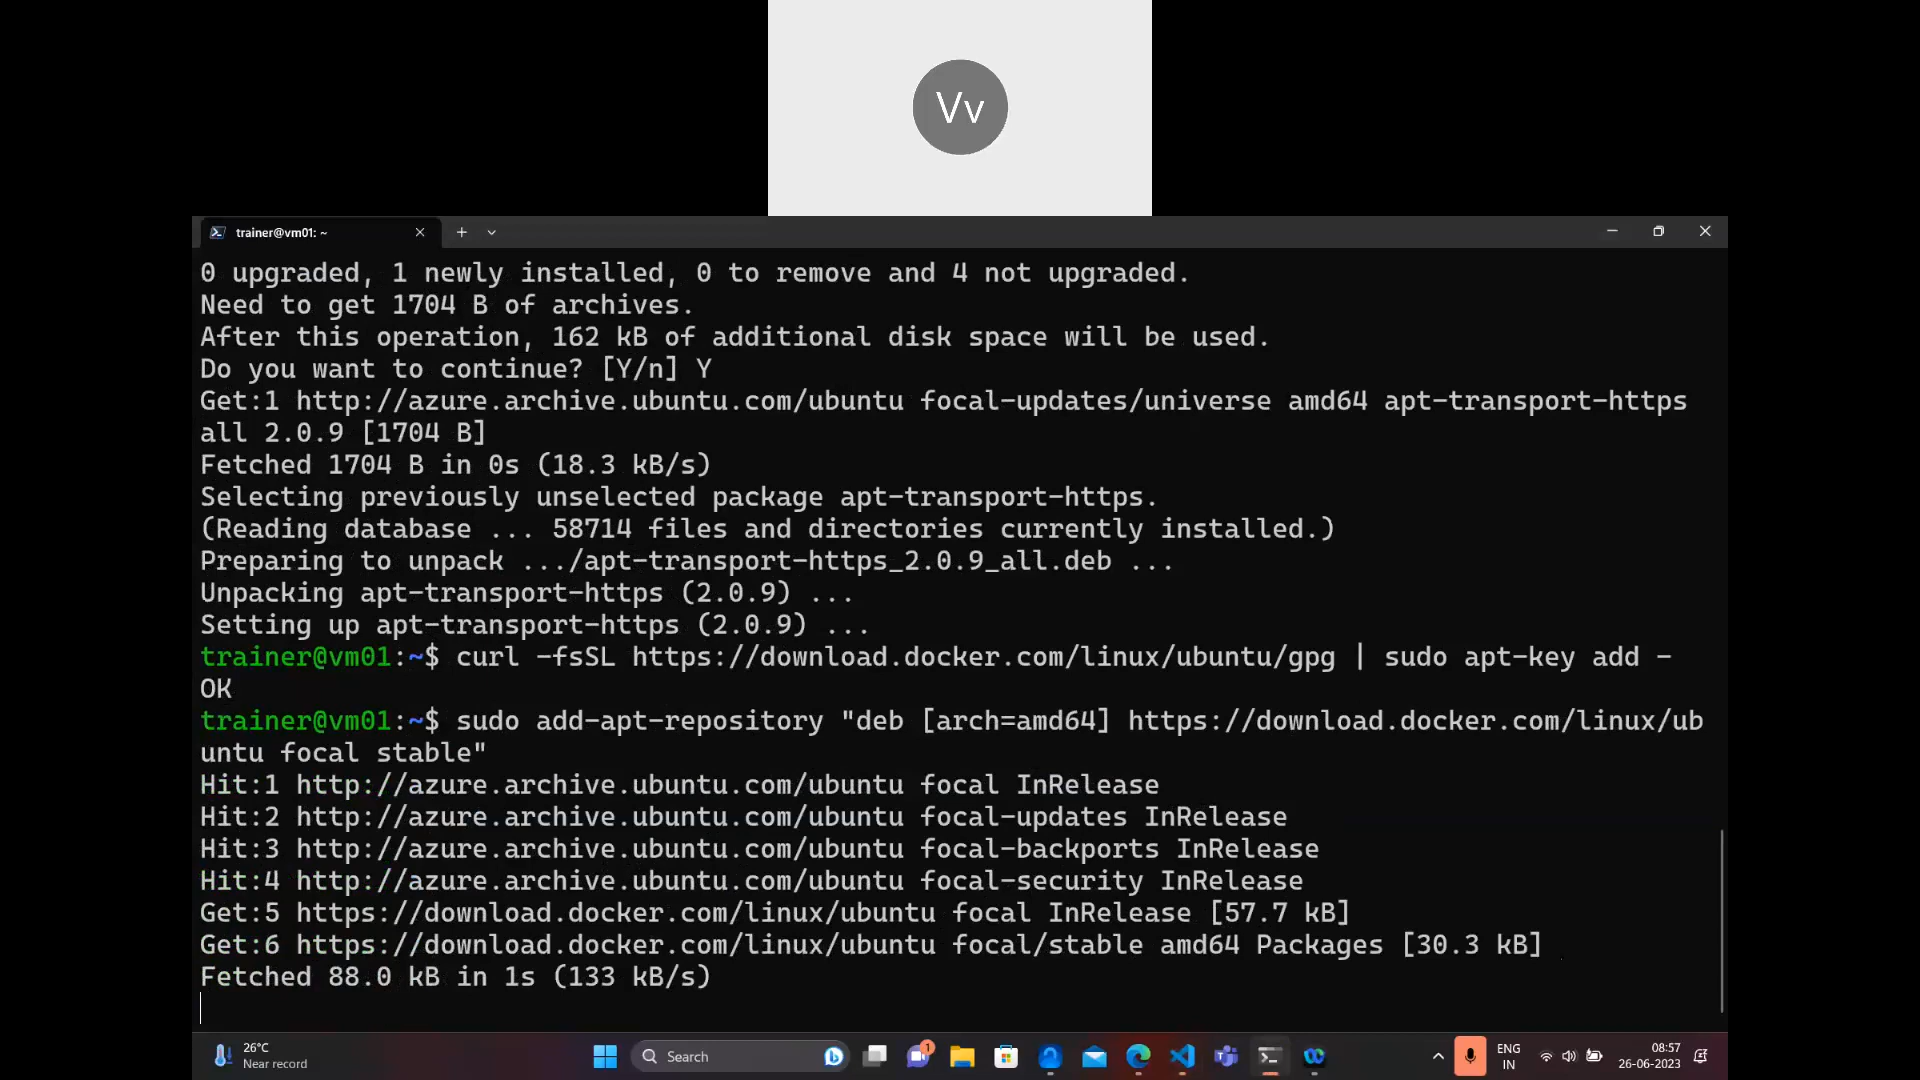 Vv
trainer@vm01: ~
0 upgraded, 1 newly installed, 0 to remove and 4 not upgraded.
Need to get 1704 B of archives.
After this operation, 162 kB of additional disk space will be used.
Do you want to continue? [Y/n] Y
Get:1 http://azure.archive.ubuntu.com/ubuntu focal-updates/universe amd64 apt-transport-https
all 2.0.9 [1704 B]
Fetched 1704 B in 0s (18.3 kB/s)
Selecting previously unselected package apt-transport-https.
(Reading database ... 58714 files and directories currently installed.)
Preparing to unpack .../apt-transport-https_2.0.9_all.deb ...
Unpacking apt-transport-https (2.0.9) ...
Setting up apt-transport-https (2.0.9) ...
trainer@vm01:~$ curl -fsSL https://download.docker.com/linux/ubuntu/gpg | sudo apt-key add -
OK
trainer@vm01:~$ sudo add-apt-repository "deb [arch=amd64] https://download.docker.com/linux/ub
untu focal stable"
Hit:1 http://azure.archive.ubuntu.com/ubuntu focal InRelease
Hit:2 http://azure.archive.ubuntu.com/ubuntu focal-updates InRelease
Hit:3 http://azure.archive.ubuntu.com/ubuntu focal-backports InRelease
Hit:4 http://azure.archive.ubuntu.com/ubuntu focal-security InRelease
Get:5 https://download.docker.com/linux/ubuntu focal InRelease [57.7 kB]
Get:6 https://download.docker.com/linux/ubuntu focal/stable amd64 Packages [30.3 kB]
Fetched 88.0 kB in 1s (133 kB/s)
26°C
Near record
Search
1
ENG
IN
08:57
26-06-2023